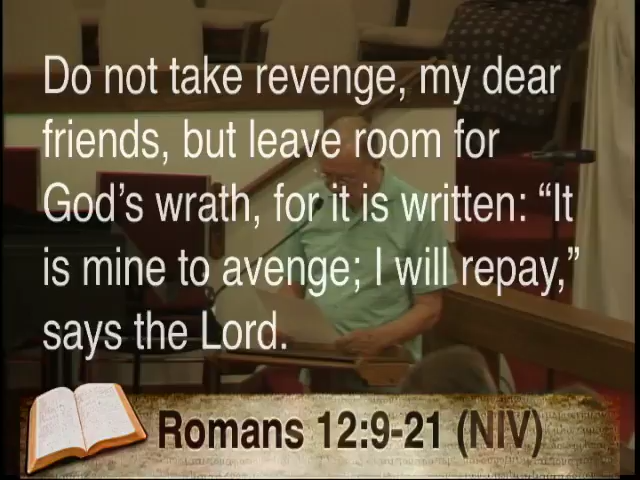 Do not take revenge, my dear
friends, but leave room for
God’s wrath, for it is written: “It
is mine to avenge; I will repay,”
says the Lord.
Romans 12:9-21 (NIV)